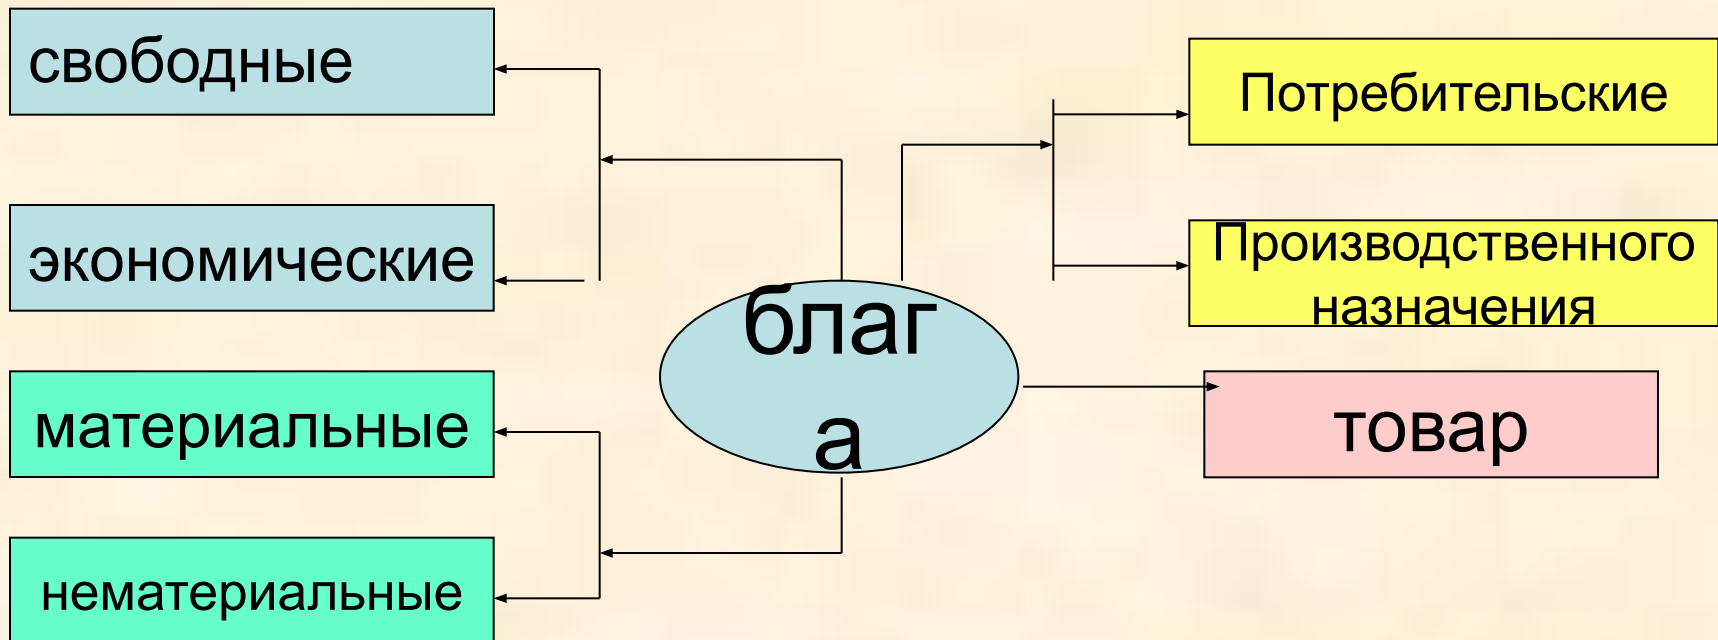 свободные
экономические
материальные
нематериальные
благ
а
Потребительские
Производственного
назначения
товар